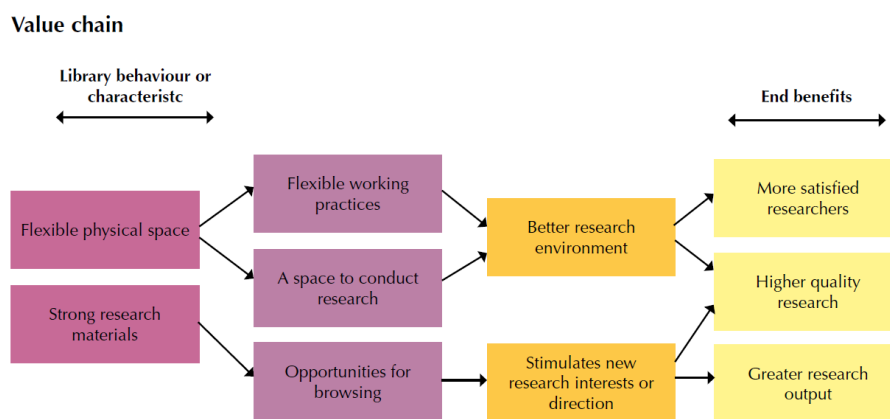 Value chain
Library behaviour or
characteristc
End benefits
Flexible physical space
Strong research
materials
Flexible working
practices
A space to conduct
research
Opportunities for
browsing
Better research
environment
Stimulates new
research interests or
direction
More satisfied
researchers
Higher quality
research
Greater research
output